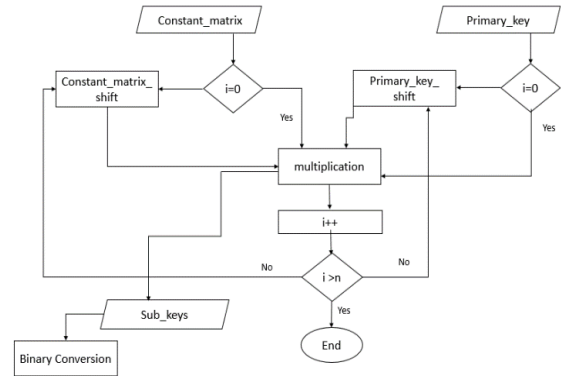 Constant_matrix
Primary_key
Constant_matrix_
shift
i=0
Primary_key_
shift
i=0
Yes
Yes
multiplication
i++
No
i >n
No
Yes
Sub_keys
End
Binary Conversion